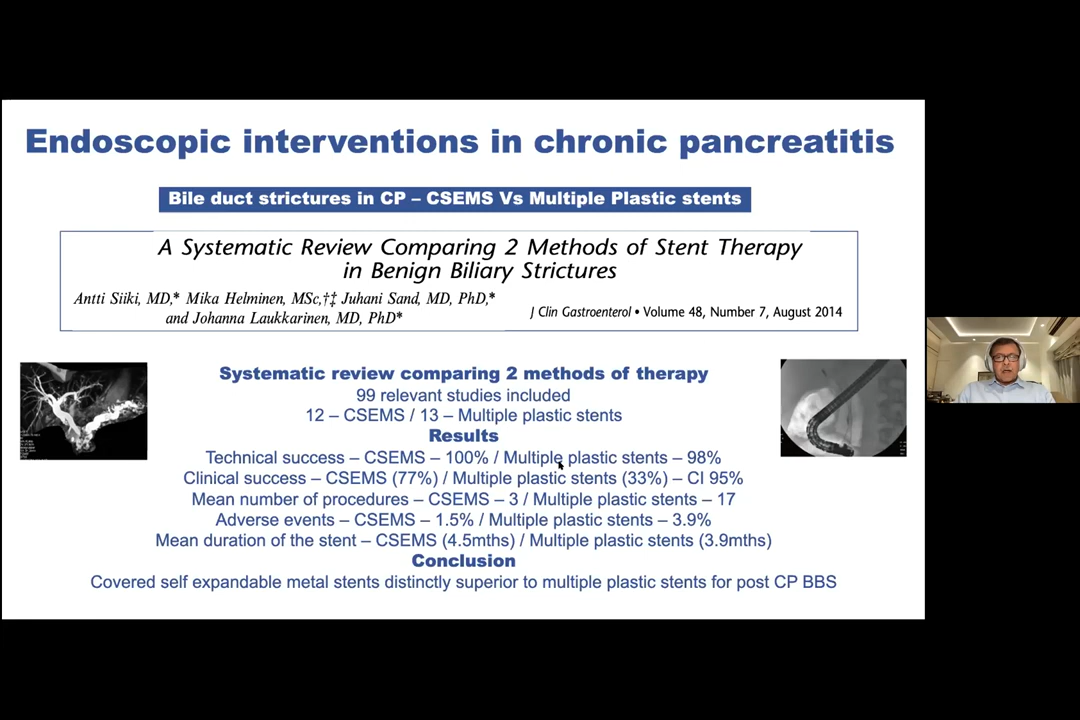 Endoscopic interventions in chronic pancreatitis
Bile duct strictures in CP – CSEMS Vs Multiple Plastic stents
A Systematic Review Comparing 2 Methods of Stent Therapy
in Benign Biliary Strictures
Antti Siiki, MD,* Mika Helminen, MSc,†‡ Juhani Sand, MD, PhD,*
and Johanna Laukkarinen, MD, PhD*
J Clin Gastroenterol • Volume 48, Number 7, August 2014
Systematic review comparing 2 methods of therapy
99 relevant studies included
12 – CSEMS / 13 – Multiple plastic stents
Results
Technical success – CSEMS – 100% / Multiple plastic stents – 98%
Clinical success – CSEMS (77%) / Multiple plastic stents (33%) – CI 95%
Mean number of procedures – CSEMS – 3 / Multiple plastic stents – 17
Adverse events – CSEMS – 1.5% / Multiple plastic stents – 3.9%
Mean duration of the stent – CSEMS (4.5mths) / Multiple plastic stents (3.9mths)
Conclusion
Covered self expandable metal stents distinctly superior to multiple plastic stents for post CP BBS